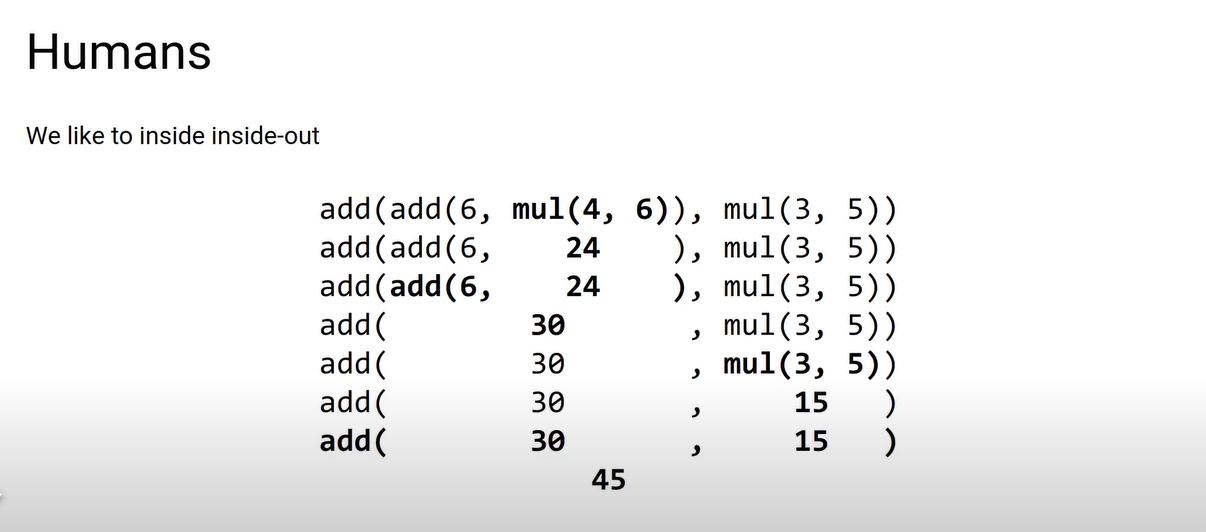 Humans
We like to inside inside-out
add(add(6, mul(4, 6)), mul(3, 5))
add(add(6, 24 ), mul(3, 5))
add(add(6, 24 ), mul(3, 5))
add( 30 , mul(3, 5))
add( 30 , mul(3, 5))
add( 30 , 15 )
add( 30 , 15 )
45